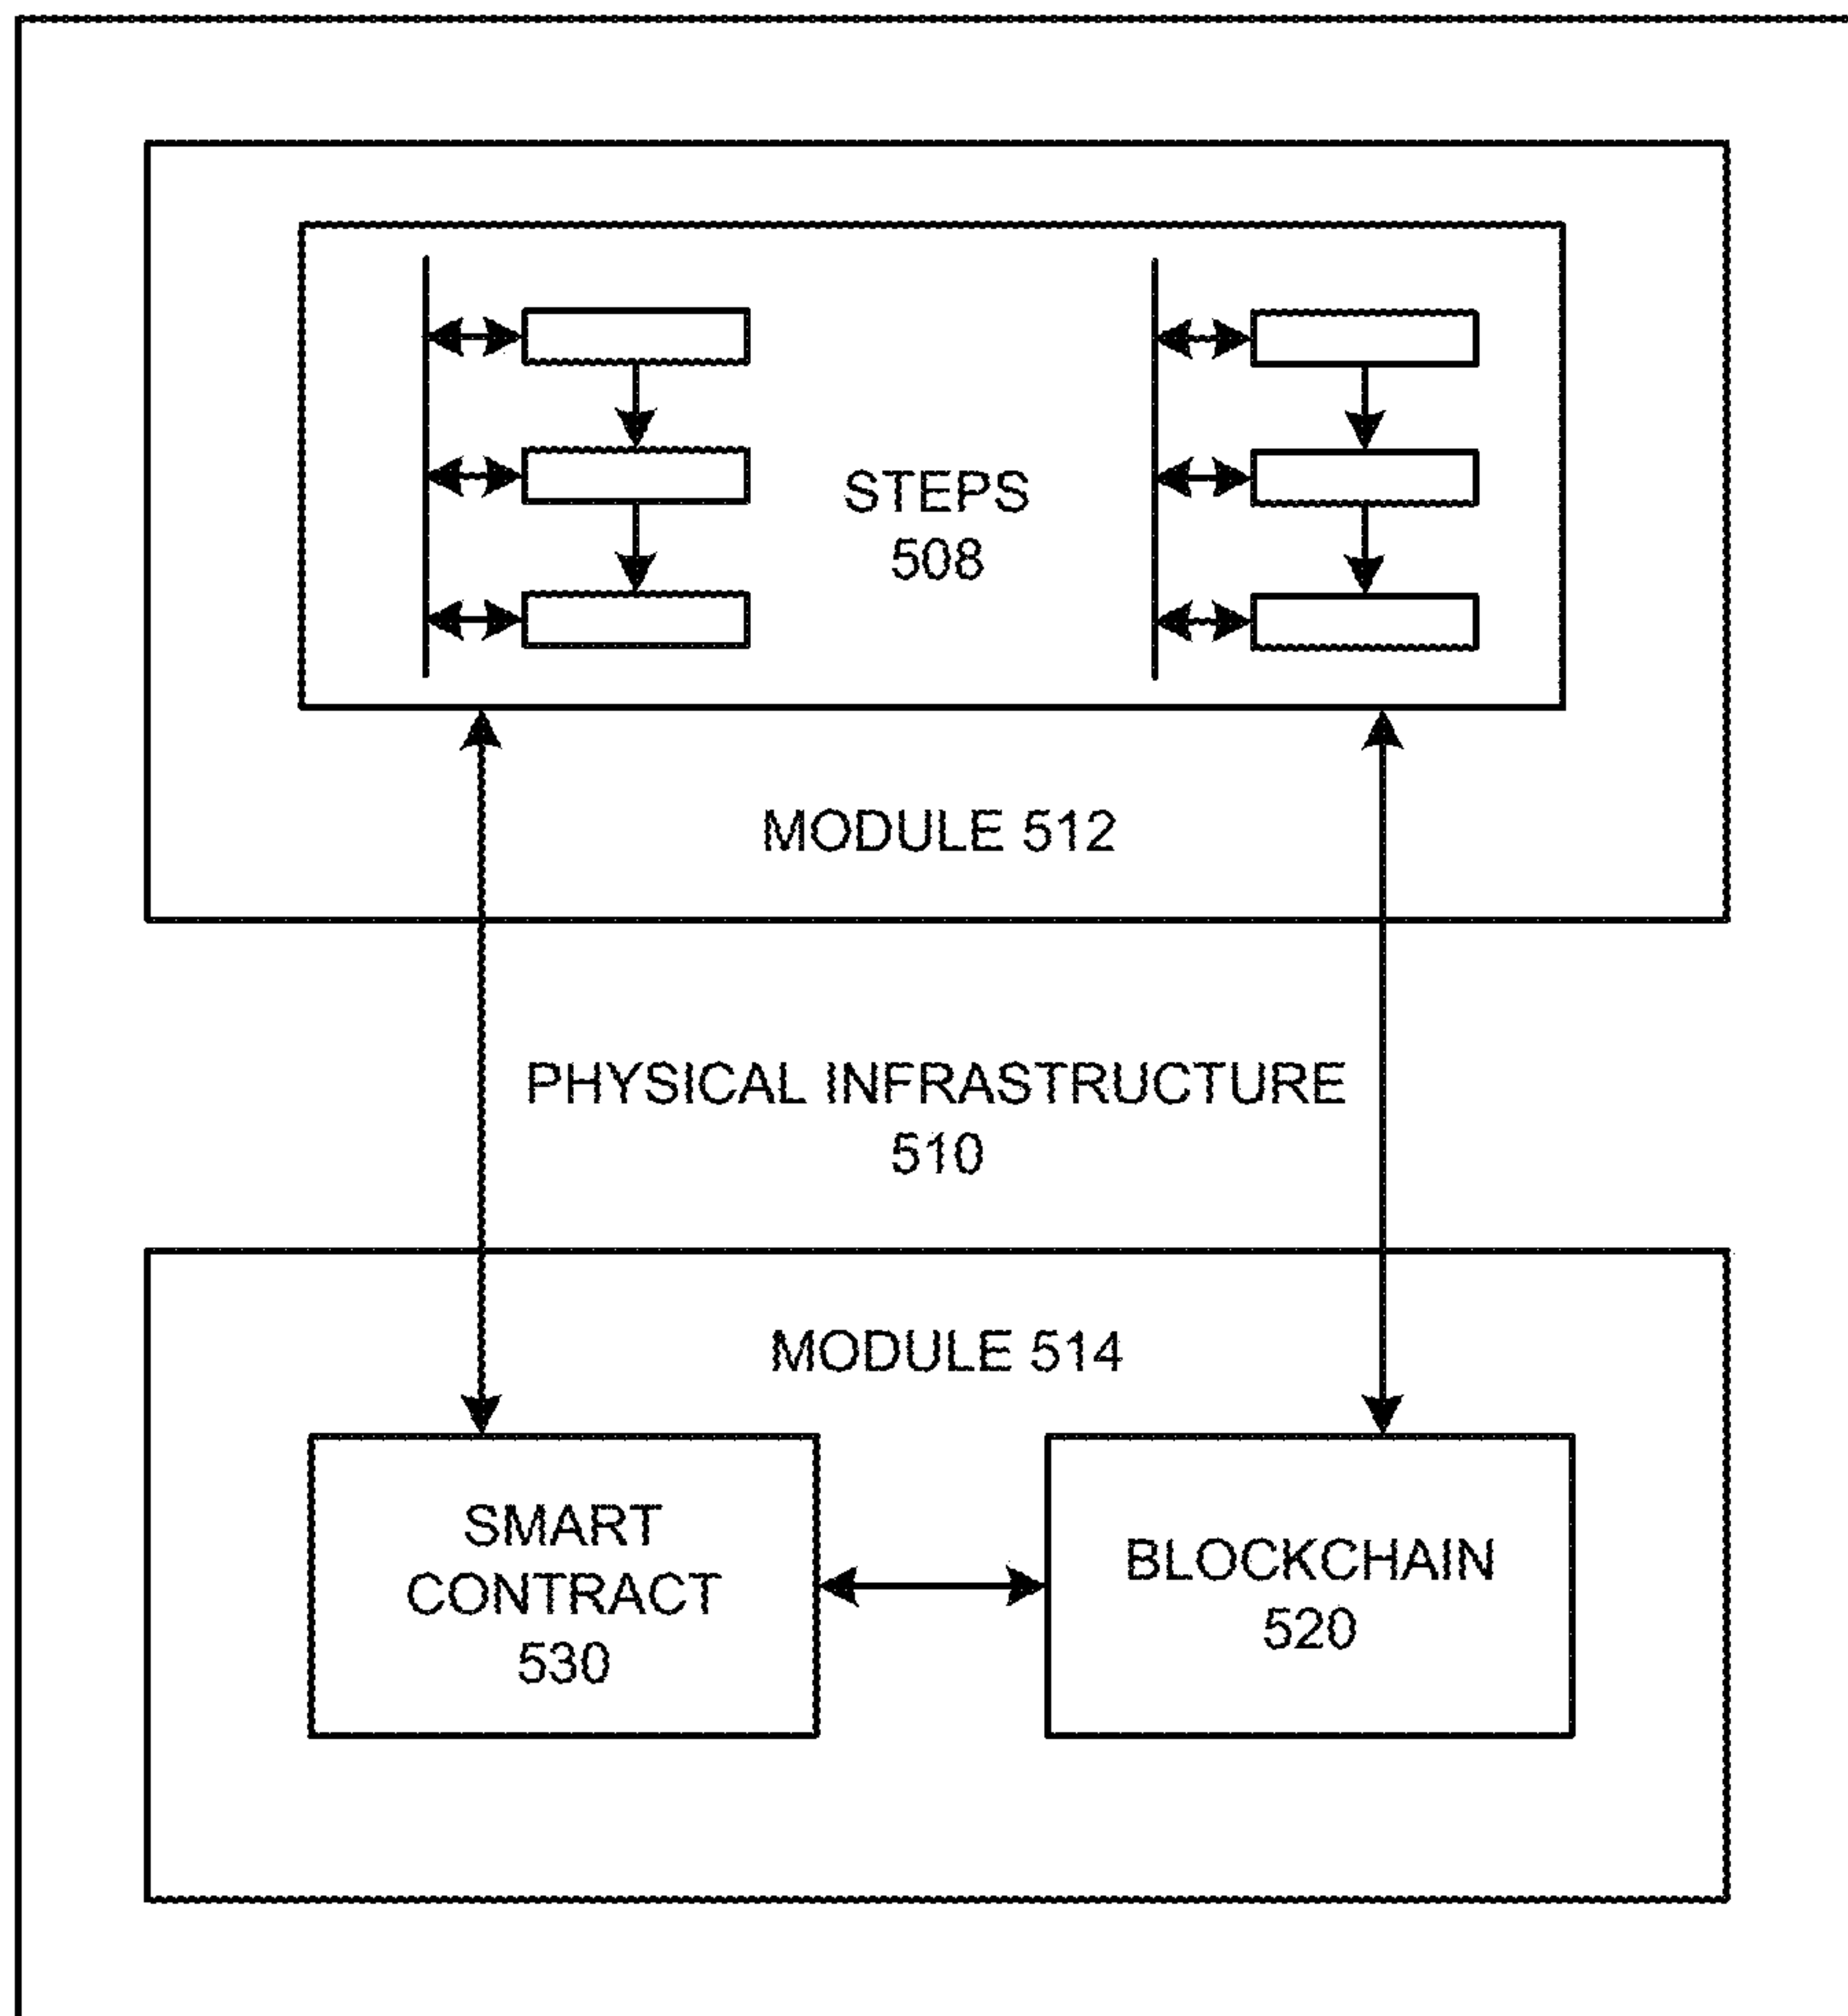 STEPS
508
MODULE 512
PHYSICAL INFRASTRUCTURE
510
MODULE 514
SMART
CONTRACT
530
BLOCKCHAIN
520